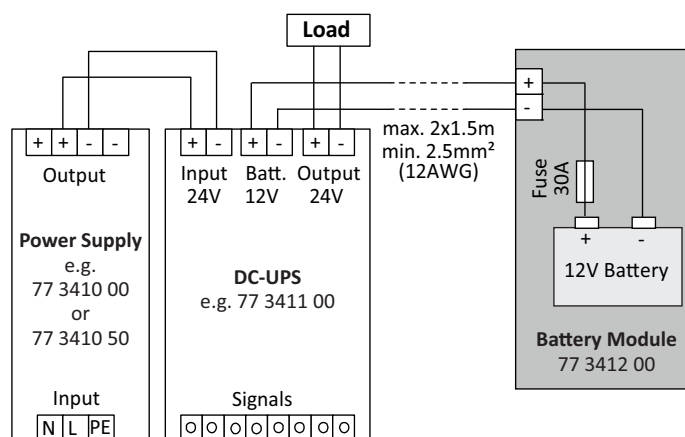 Load
+ -
max. 2x1.5m
min. 2.5mm²
(12AWG)
+ + - -
Output
Power Supply
e.g.
77 3410 00
or
77 3410 50
Input
N L PE
+ - + - + -
Input
24V
Batt.
12V
Output
24V
DC-UPS
e.g. 77 3411 00
Signals
Fuse
30A
+ -
12V Battery
Battery Module
77 3412 00